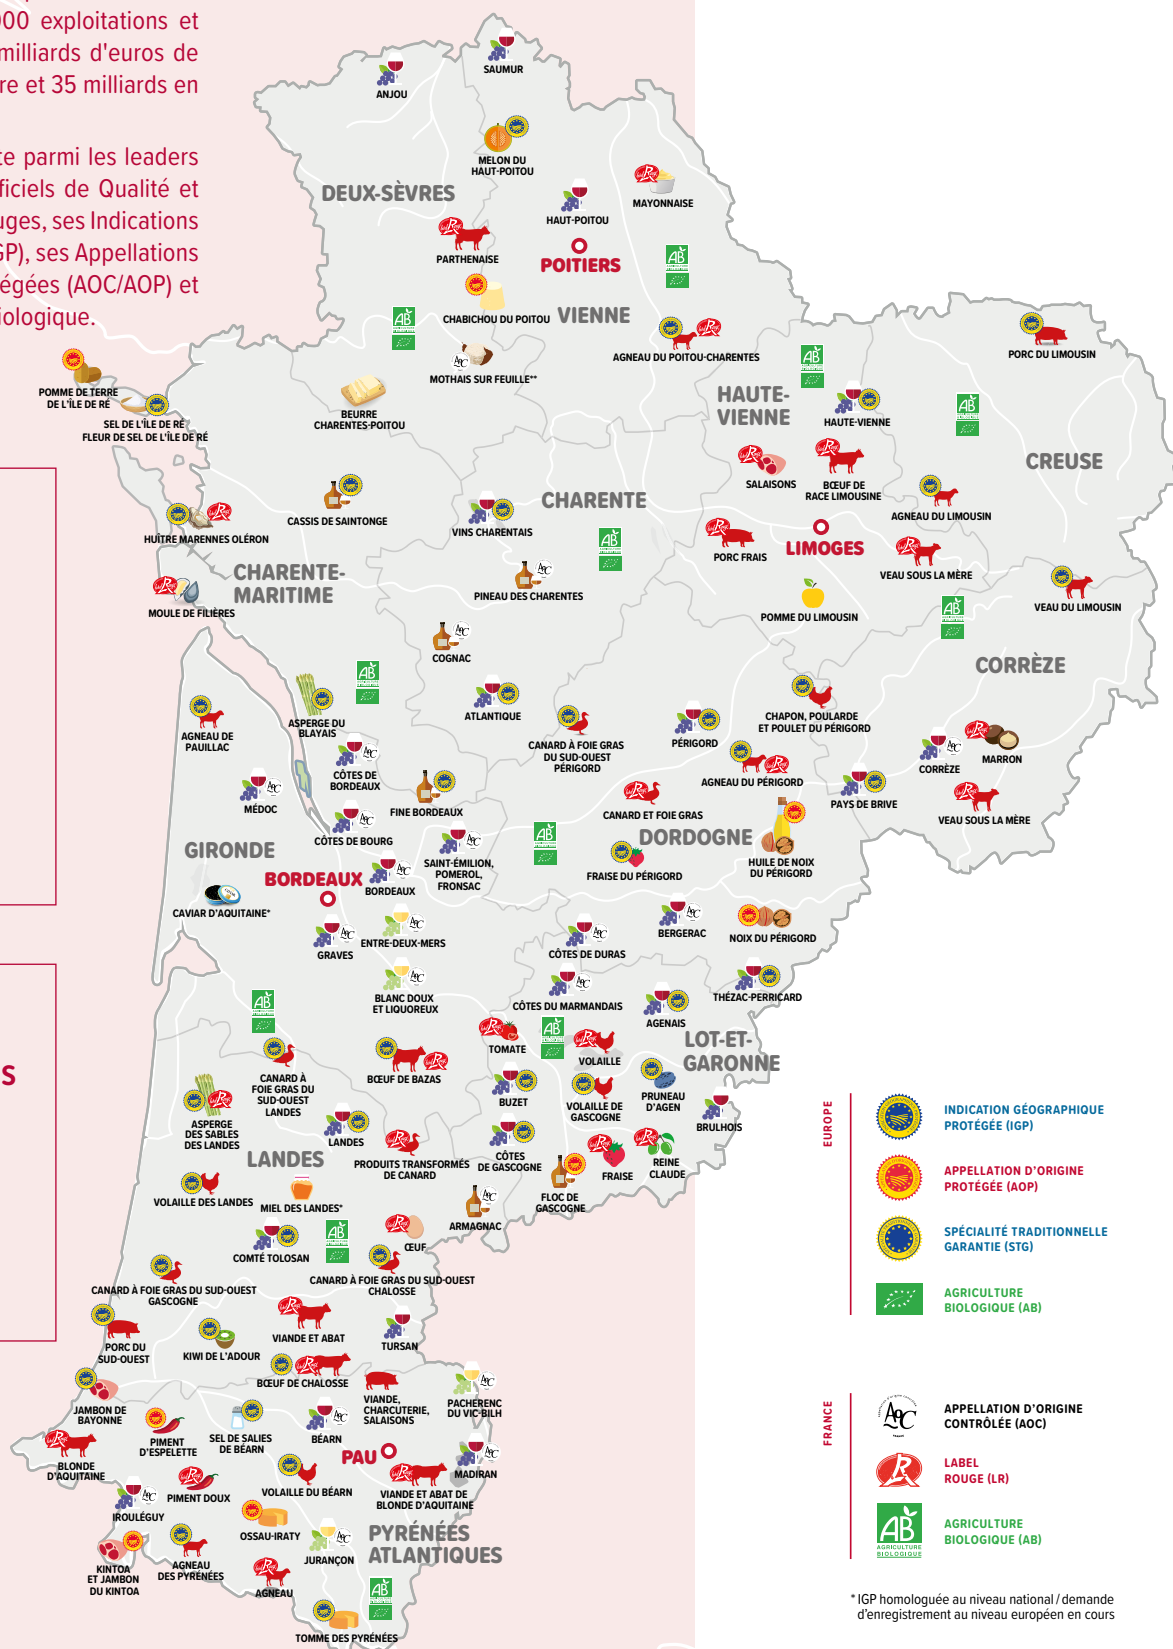 000 exploitations et
milliards d'euros de
re et 35 milliards en
te parmi les leaders
ficiels de Qualité et
uges, ses Indications
GP), ses Appellations
égées (AOC/AOP) et
iologique.
S
ANJOU
SAUMUR
MELON DU
HAUT-POITOU
DEUX-SÈVRES
HAUT-POITOU
MAYONNAISE
PARTHENAISE
POITIERS
CHABICHOU DU POITOU
VIENNE
MOTHAIS SUR FEUILLE**
AGNEAU DU POITOU-CHARENTES
PORC DU LIMOUSIN
POMME DE TERRE
DE L'ÎLE DE RÉ
SEL DE L'ÎLE DE RÉ
FLEUR DE SEL DE L'ÎLE DE RÉ
BEURRE
CHARENTES-POITOU
HAUTE-
VIENNE
HAUTE-VIENNE
CREUSE
SALAISONS
BŒUF DE
RACE LIMOUSINE
AGNEAU DU LIMOUSIN
CHARENTE
CASSIS DE SAINTONGE
VINS CHARENTAIS
HUÎTRE MARENNES OLÉRON
PORC FRAIS
LIMOGES
VEAU SOUS LA MÈRE
CHARENTE-
MARITIME
MOULE DE FILIÈRES
PINEAU DES CHARENTES
POMME DU LIMOUSIN
VEAU DU LIMOUSIN
COGNAC
CORRÈZE
AGNEAU DE
PAUILLAC
ASPERGE DU
BLAYAIS
ATLANTIQUE
CANARD À FOIE GRAS
DU SUD-OUEST
PÉRIGORD
PÉRIGORD
CHAPON, POULARDE
ET POULET DU PÉRIGORD
CORRÈZE
MARRON
CÔTES DE
BORDEAUX
MÉDOC
FINE BORDEAUX
AGNEAU DU PÉRIGORD
PAYS DE BRIVE
VEAU SOUS LA MÈRE
CANARD ET FOIE GRAS
DORDOGNE
CÔTES DE BOURG
GIRONDE
SAINT-ÉMILION,
POMEROL,
FRONSAC
HUILE DE NOIX
DU PÉRIGORD
FRAISE DU PÉRIGORD
BORDEAUX
BORDEAUX
CAVIAR D'AQUITAINE*
GRAVES
ENTRE-DEUX-MERS
CÔTES DE DURAS
BERGERAC
NOIX DU PÉRIGORD
BLANC DOUX
ET LIQUOREUX
CÔTES DU MARMANDAIS
AGENAIS
THÉZAC-PERRICARD
TOMATE
VOLAILLE
LOT-ET-
GARONNE
CANARD À
FOIE GRAS DU
SUD-OUEST
LANDES
BŒUF DE BAZAS
BUZET
VOLAILLE DE
GASCOGNE
PRUNEAU
D'AGEN
BRULHOIS
ASPERGE
DES SABLES
DES LANDES
LANDES
LANDES
PRODUITS TRANSFORMÉS
DE CANARD
CÔTES
DE GASCOGNE
FRAISE
REINE
CLAUDE
VOLAILLE DES LANDES
MIEL DES LANDES*
ARMAGNAC
FLOC DE
GASCOGNE
COMTÉ TOLOSAN
ŒUF
CANARD À FOIE GRAS DU SUD-OUEST
GASCOGNE
CANARD À FOIE GRAS DU SUD-OUEST
CHALOSSE
PORC DU
SUD-OUEST
KIWI DE L'ADOUR
VIANDE ET ABAT
TURSAN
BŒUF DE CHALOSSE
JAMBON DE
BAYONNE
PIMENT
D'ESPELETTE
SEL DE SALIES
DE BÉARN
BÉARN
VIANDE,
CHARCUTERIE,
SALAISONS
PACHERENC
DU VIC-BILH
PAU
BLONDE
D'AQUITAINE
PIMENT DOUX
VOLAILLE DU BÉARN
VIANDE ET ABAT DE
BLONDE D'AQUITAINE
MADIRAN
IROULÉGUY
OSSAU-IRATY
JURANÇON
PYRÉNÉES
ATLANTIQUES
KINTOA
ET JAMBON
DU KINTOA
AGNEAU
DES PYRÉNÉES
AGNEAU
TOMME DES PYRÉNÉES
EUROPE
INDICATION GÉOGRAPHIQUE
PROTÉGÉE (IGP)
APPELLATION D'ORIGINE
PROTÉGÉE (AOP)
SPÉCIALITÉ TRADITIONNELLE
GARANTIE (STG)
AGRICULTURE
BIOLOGIQUE (AB)
FRANCE
AOC
APPELLATION D'ORIGINE
CONTRÔLÉE (AOC)
LABEL
ROUGE (LR)
AB
AGRICULTURE
BIOLOGIQUE
AGRICULTURE
BIOLOGIQUE (AB)
* IGP homologuée au niveau national / demande
d'enregistrement au niveau européen en cours